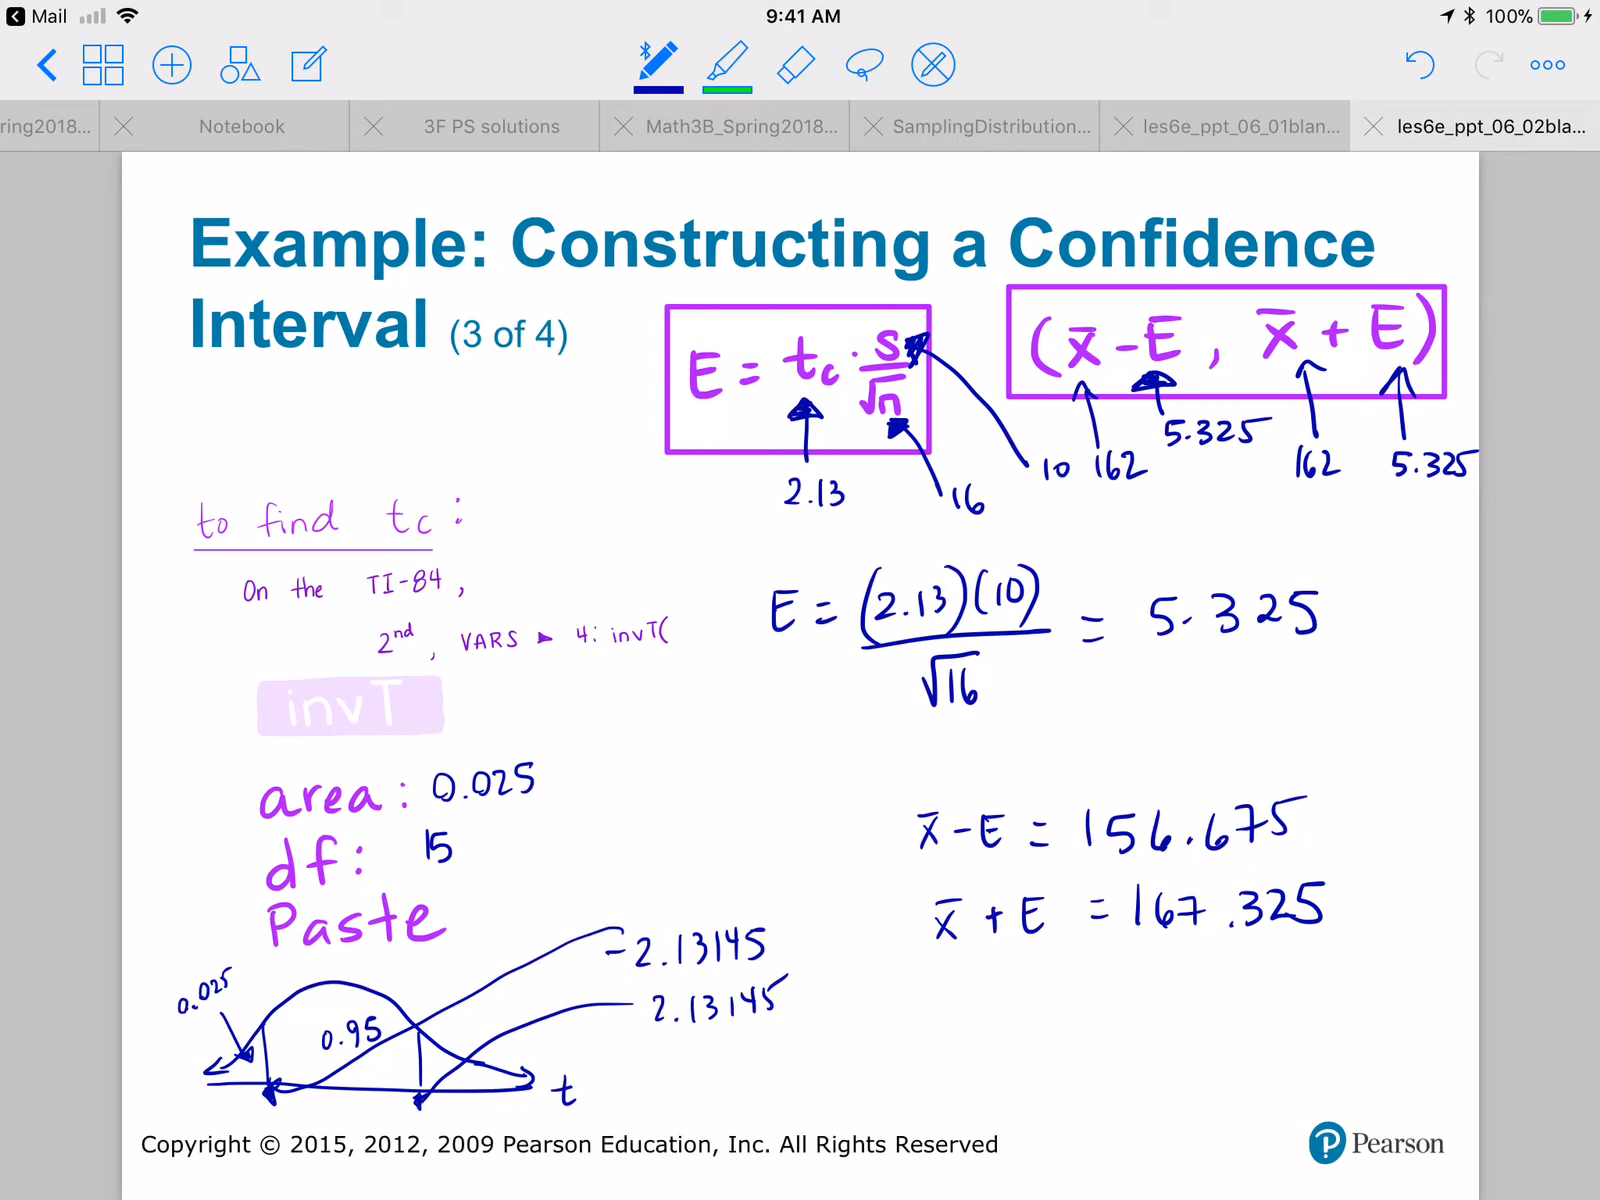 Mail 9:41 AM 100%
ring2018... Notebook 3F PS solutions Math3B_Spring2018... SamplingDistribution... les6e_ppt_06_01blan... les6e_ppt_06_02bla...
Example: Constructing a Confidence
Interval (3 of 4)
E = tc · s/√n
(x̄ - E, x̄ + E)
5.325
10 162 162 5.325
2.13 16
to find tc:
On the TI-84,
2nd, VARS ▸ 4: invT(
E = (2.13)(10)/√16 = 5.325
invT
area: 0.025
df: 15
Paste
x̄ - E = 156.675
x̄ + E = 167.325
-2.13145
2.13145
0.025
0.95
t
Copyright © 2015, 2012, 2009 Pearson Education, Inc. All Rights Reserved
P Pearson